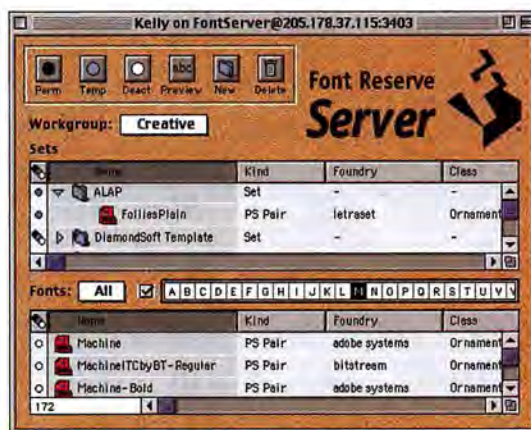 Kelly on FontServer@205.178.37.115:3403
Perm Temp Deact Preview New Delete
Font Reserve
Server
Workgroup: Creative
Sets
Name Kind Foundry Class
ALAP Set - -
FolliesPlain PS Pair letraset Ornament
DiamondSoft Template Set - -
Fonts: All A B C D E F G H I J K L M N O P Q R S T U V
Name Kind Foundry Class
Machine PS Pair adobe systems Ornament
MachineITCbyBT-Regular PS Pair bitstream Ornament
Machine-Bold PS Pair adobe systems Ornament
172